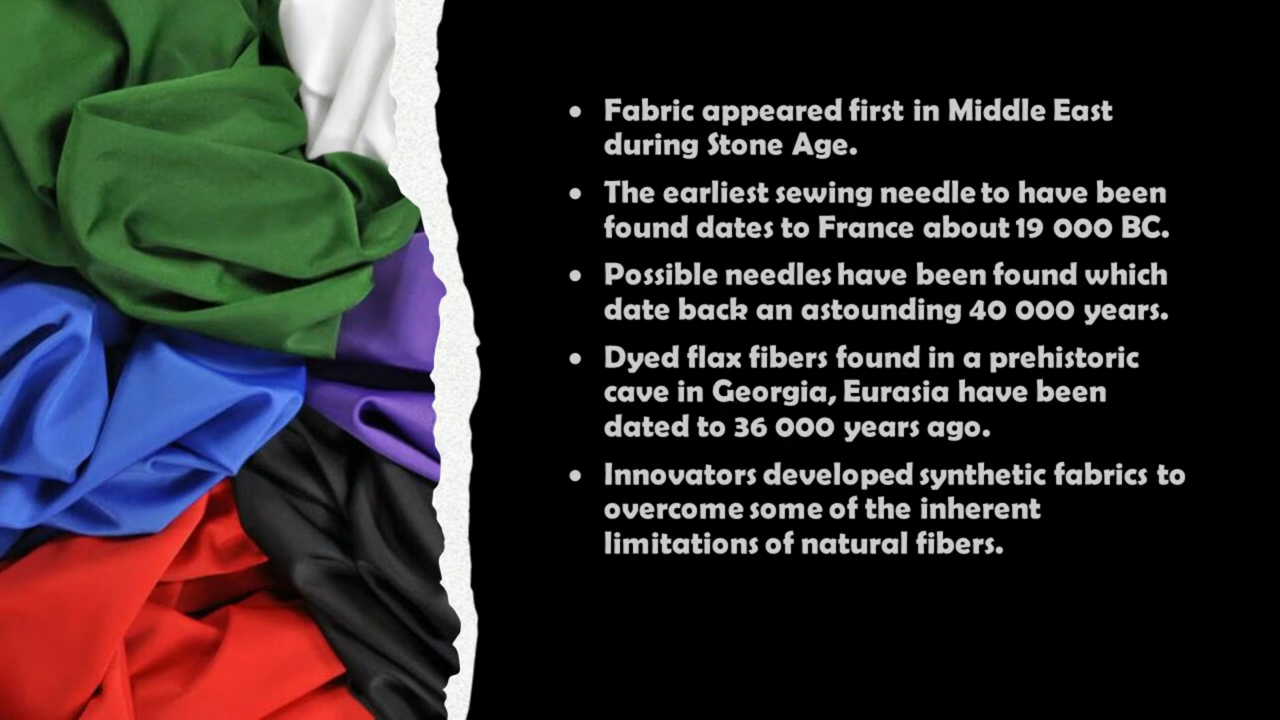 • Fabric appeared first in Middle East
during Stone Age.
• The earliest sewing needle to have been
found dates to France about 19 000 BC.
• Possible needles have been found which
date back an astounding 40 000 years.
• Dyed flax fibers found in a prehistoric
cave in Georgia, Eurasia have been
dated to 36 000 years ago.
• Innovators developed synthetic fabrics to
overcome some of the inherent
limitations of natural fibers.